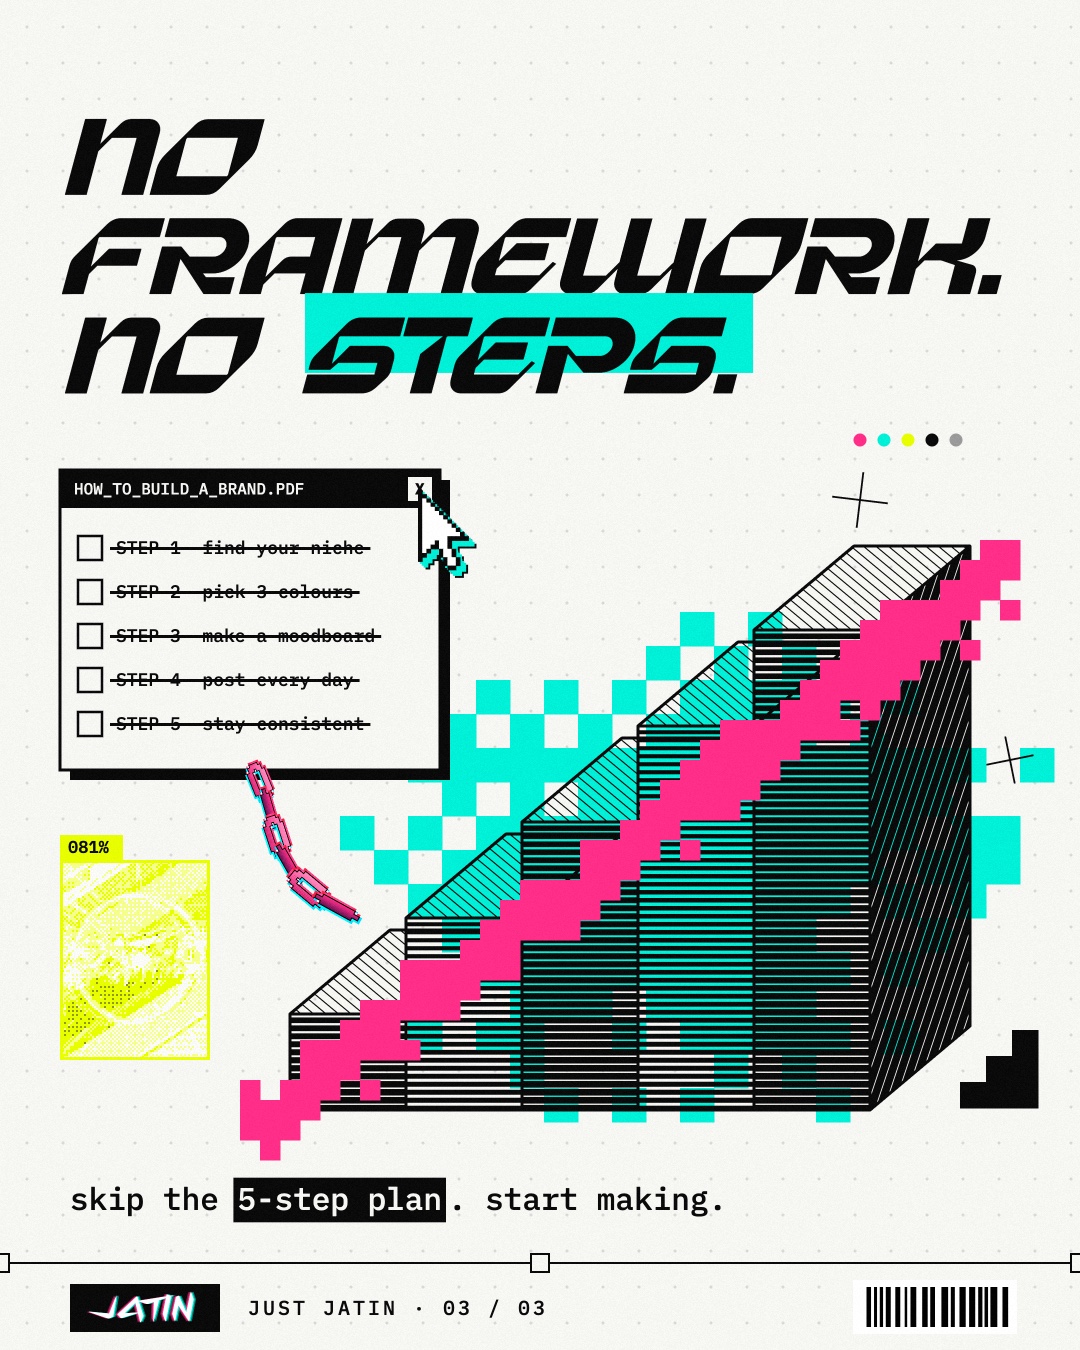 NO
FRAMEWORK.
NO STEPS.
HOW_TO_BUILD_A_BRAND.PDF
X
STEP 1 find your niche
STEP 2 pick 3 colours
STEP 3 make a moodboard
STEP 4 post every day
STEP 5 stay consistent
081%
skip the 5-step plan. start making.
JATIN
JUST JATIN · 03 / 03